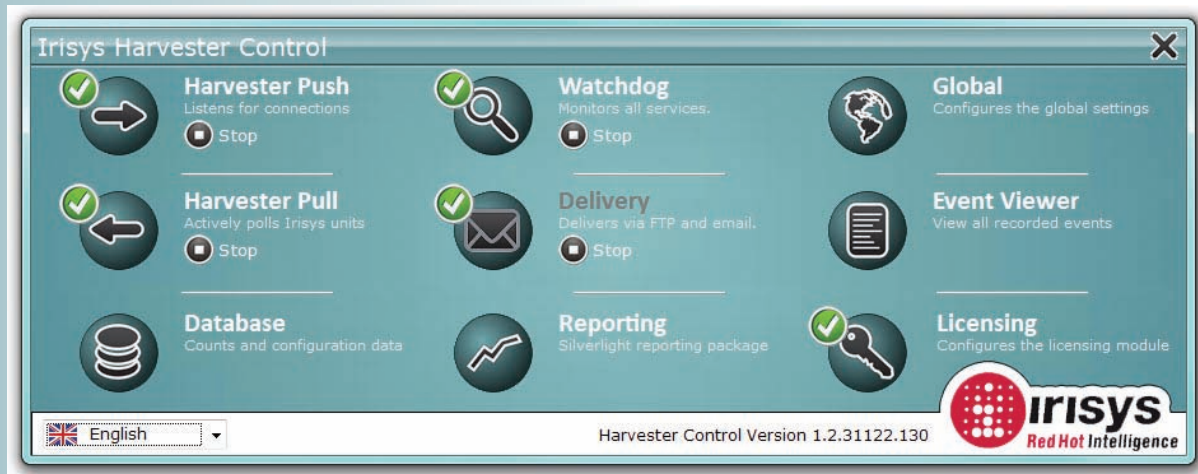 Irisys Harvester Control
Harvester Push
Listens for connections
Stop
Watchdog
Monitors all services.
Stop
Global
Configures the global settings
Harvester Pull
Actively polls Irisys units
Stop
Delivery
Delivers via FTP and email.
Stop
Event Viewer
View all recorded events
Database
Counts and configuration data
Reporting
Silverlight reporting package
Licensing
Configures the licensing module
English
Harvester Control Version 1.2.31122.130
irisys
Red Hot Intelligence